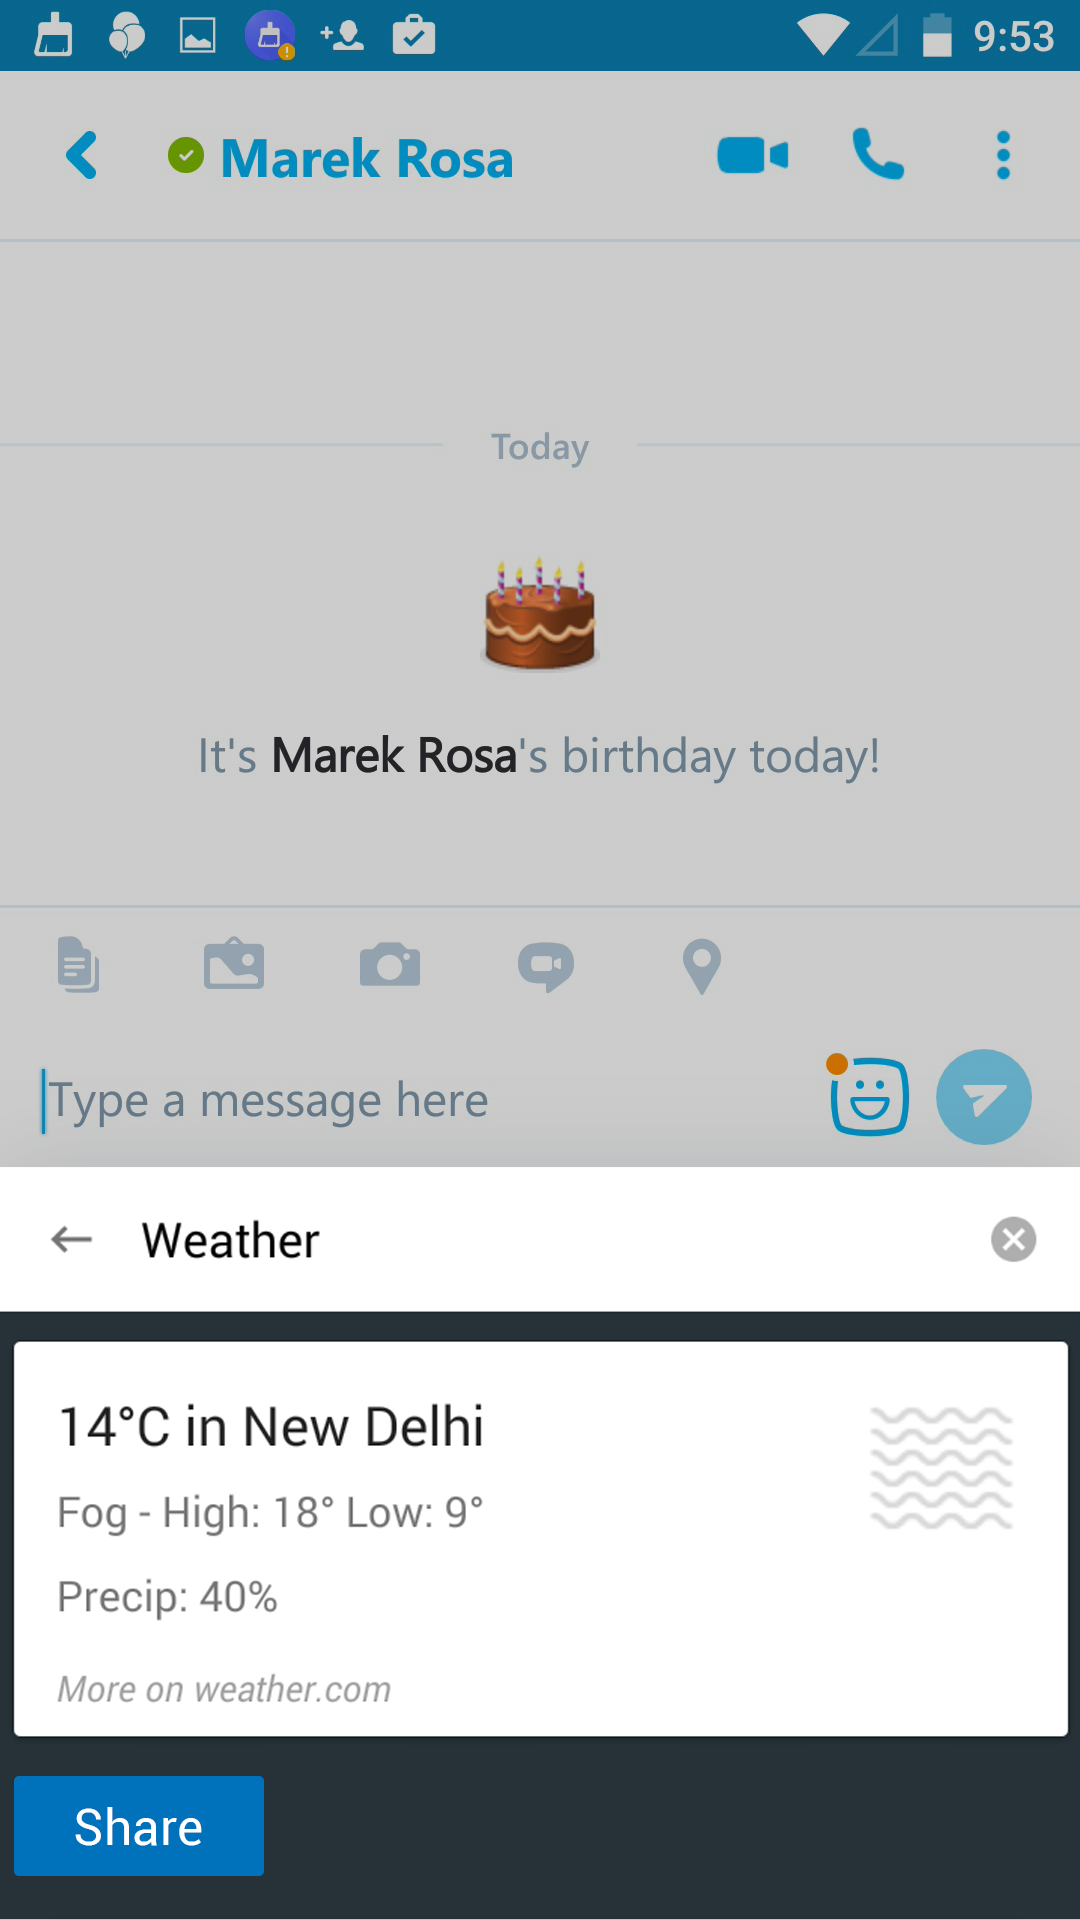 9:53
Marek Rosa
Today
It's Marek Rosa's birthday today!
Type a message here
Weather
14°C in New Delhi
Fog - High: 18° Low: 9°
Precip: 40%
More on weather.com
Share